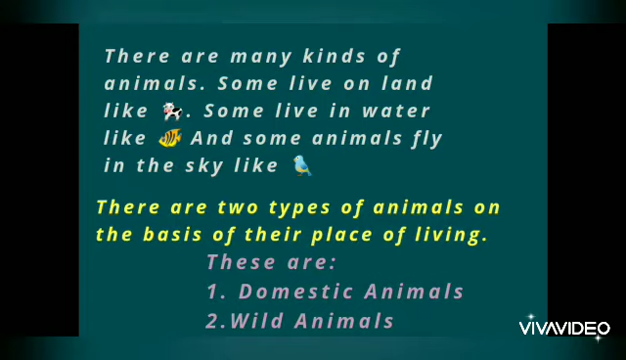 There are many kinds of
animals. Some live on land
like 🐄. Some live in water
like 🐠 And some animals fly
in the sky like 🐦
There are two types of animals on
the basis of their place of living.
These are:
1. Domestic Animals
2.Wild Animals
VIVAVIDEO